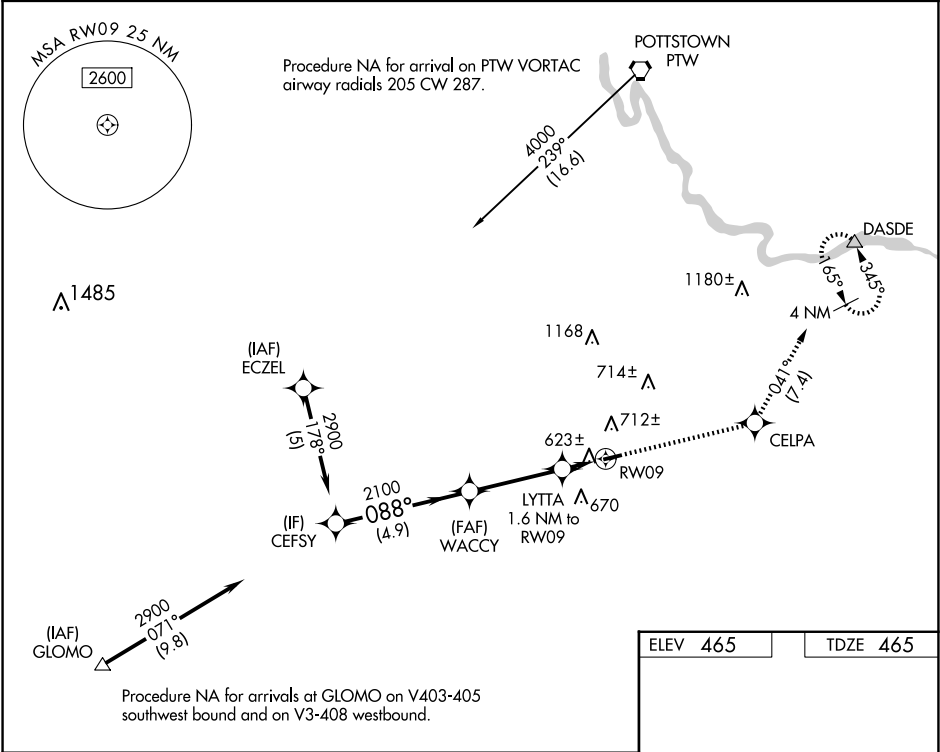 MSA RW09 25 NM
2600
Procedure NA for arrival on PTW VORTAC
airway radials 205 CW 287.
POTTSTOWN
PTW
4000
239°
(16.6)
DASDE
165°
345°
4 NM
1180±
1485
1168
714±
041°
(7.4)
(IAF)
ECZEL
2900
178°
(5)
712±
623±
CELPA
RW09
2100
088°
(4.9)
LYTTA
1.6 NM to
RW09
670
(IF)
CEFSY
(FAF)
WACCY
2900
071°
(9.8)
(IAF)
GLOMO
Procedure NA for arrivals at GLOMO on V403-405
southwest bound and on V3-408 westbound.
ELEV 465
TDZE 465